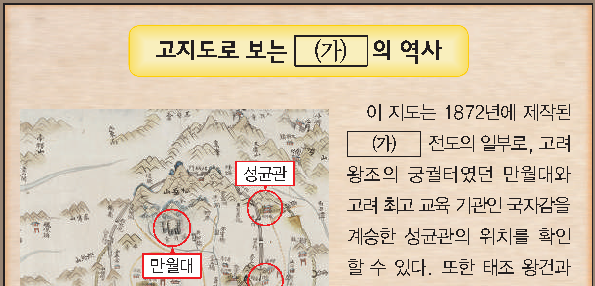 고지도로 보는 (가) 의 역사
이 지도는 1872년에 제작된
(가) 전도의 일부로, 고려
왕조의 궁궐터였던 만월대와
고려 최고 교육 기관인 국자감을
계승한 성균관의 위치를 확인
할 수 있다. 또한 태조 왕건과
성균관
만월대